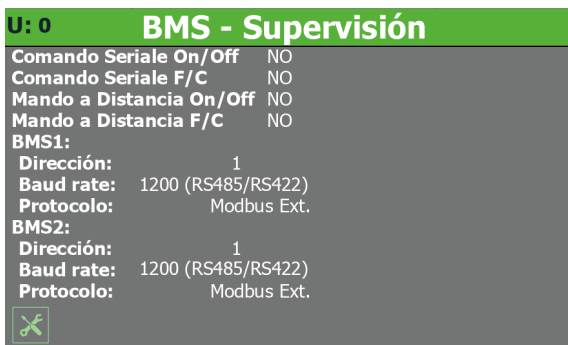 U: 0 BMS - Supervisión
Comando Seriale On/Off NO
Comando Seriale F/C NO
Mando a Distancia On/Off NO
Mando a Distancia F/C NO
BMS1:
Dirección: 1
Baud rate: 1200 (RS485/RS422)
Protocolo: Modbus Ext.
BMS2:
Dirección: 1
Baud rate: 1200 (RS485/RS422)
Protocolo: Modbus Ext.